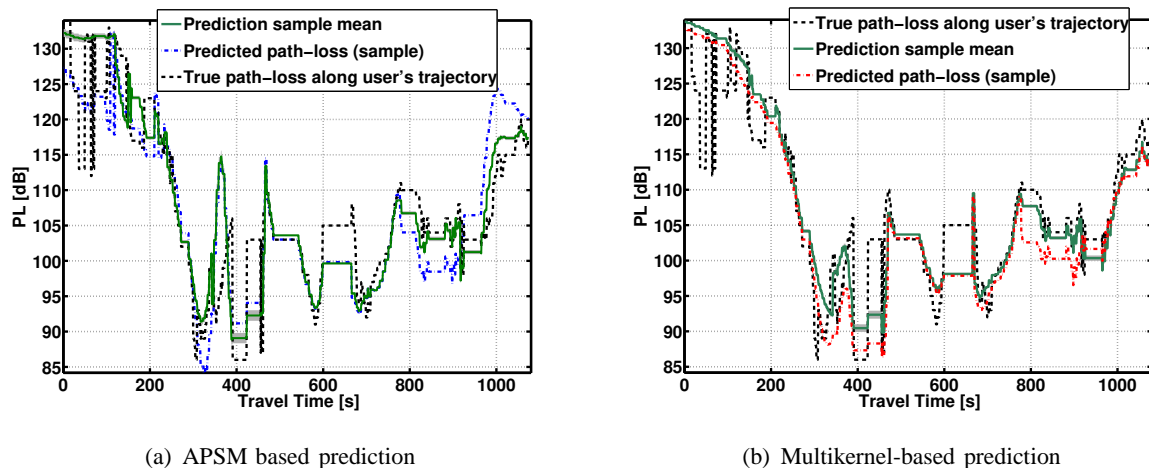 Prediction sample mean
Predicted path-loss (sample)
True path-loss along user's trajectory
130
125
120
115
110
105
100
95
90
85
PL [dB]
0 200 400 600 800 1000
Travel Time [s]
(a) APSM based prediction
True path-loss along user's trajectory
Prediction sample mean
Predicted path-loss (sample)
130
125
120
115
110
105
100
95
90
85
PL [dB]
0 200 400 600 800 1000
Travel Time [s]
(b) Multikernel-based prediction